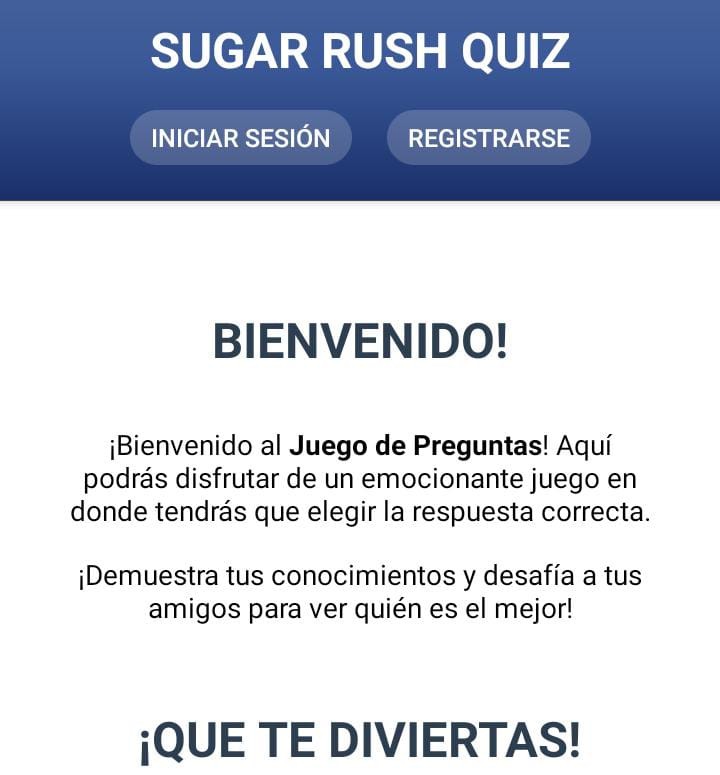 SUGAR RUSH QUIZ
INICIAR SESIÓN REGISTRARSE
BIENVENIDO!
¡Bienvenido al Juego de Preguntas! Aquí
podrás disfrutar de un emocionante juego en
donde tendrás que elegir la respuesta correcta.
¡Demuestra tus conocimientos y desafía a tus
amigos para ver quién es el mejor!
¡QUE TE DIVIERTAS!